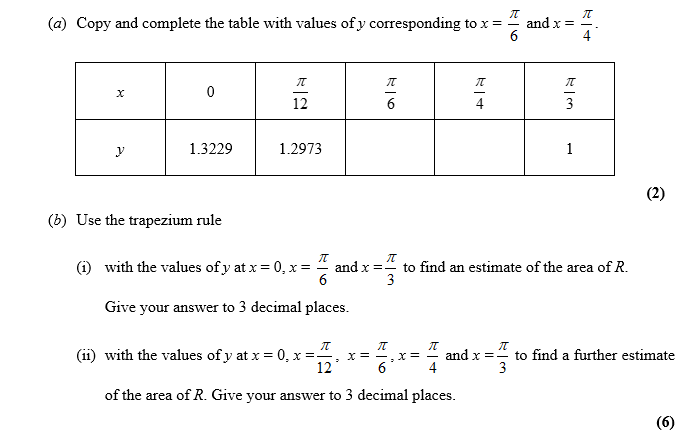 (a) Copy and complete the table with values of y corresponding to x = π/6 and x = π/4.
x 0 π/12 π/6 π/4 π/3
y 1.3229 1.2973 1
(2)
(b) Use the trapezium rule
(i) with the values of y at x = 0, x = π/6 and x = π/3 to find an estimate of the area of R.
Give your answer to 3 decimal places.
(ii) with the values of y at x = 0, x = π/12, x = π/6, x = π/4 and x = π/3 to find a further estimate
of the area of R. Give your answer to 3 decimal places.
(6)